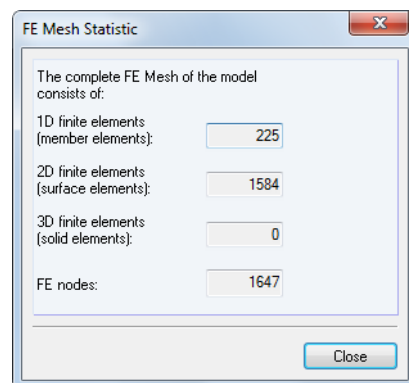 FE Mesh Statistic
The complete FE Mesh of the model
consists of:
1D finite elements
(member elements): 225
2D finite elements
(surface elements): 1584
3D finite elements
(solid elements): 0
FE nodes: 1647
Close